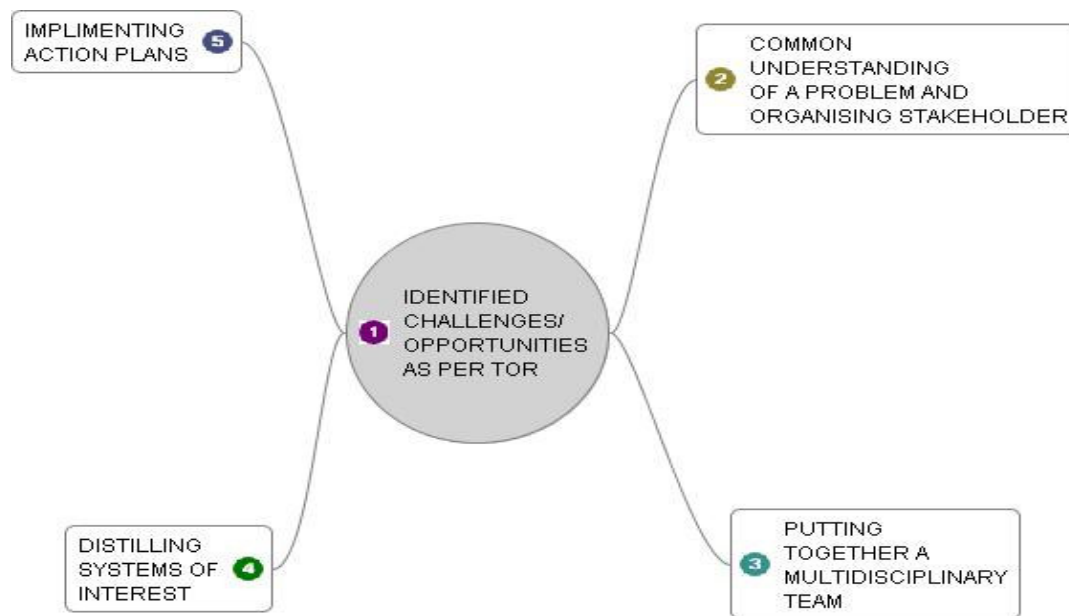 IMPLIMENTING
ACTION PLANS
5
2
COMMON
UNDERSTANDING
OF A PROBLEM AND
ORGANISING STAKEHOLDER
1
IDENTIFIED
CHALLENGES/
OPPORTUNITIES
AS PER TOR
DISTILLING
SYSTEMS OF
INTEREST
4
3
PUTTING
TOGETHER A
MULTIDISCIPLINARY
TEAM